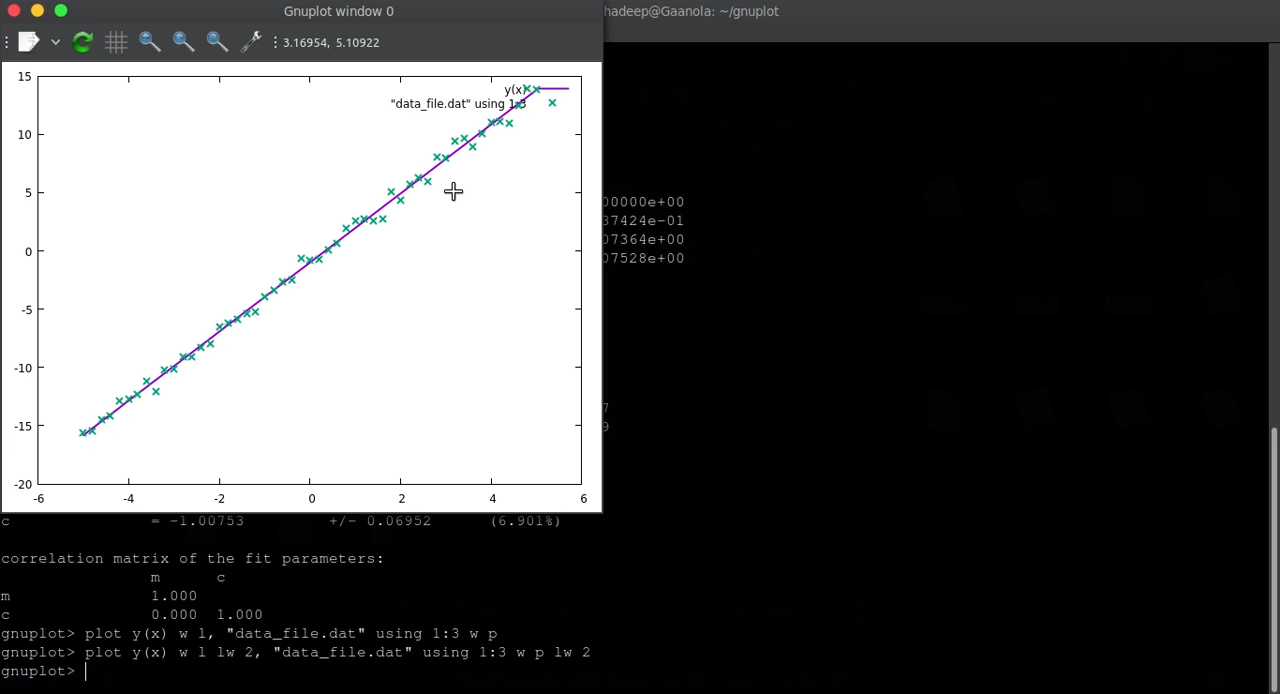 Gnuplot window 0
hadeep@Gaanola: ~/gnuplot
3.16954, 5.10922
15
10
5
0
-5
-10
-15
-20
-6
-4
-2
0
2
4
6
y(x)
"data_file.dat" using 1:3
00000e+00
37424e-01
07364e+00
07528e+00
7
9
c = -1.00753 +/- 0.06952 (6.901%)
correlation matrix of the fit parameters:
m c
m 1.000
c 0.000 1.000
gnuplot> plot y(x) w l, "data_file.dat" using 1:3 w p
gnuplot> plot y(x) w l lw 2, "data_file.dat" using 1:3 w p lw 2
gnuplot>